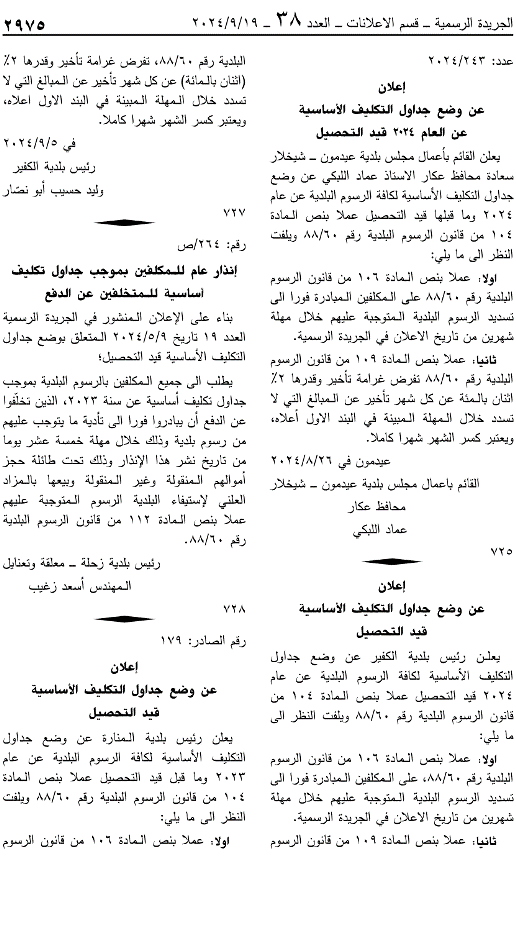 الجريدة الرسمية ــ قسم الاعلانات ــ العدد ٣٨ ــ ٢٠٢٤/٩/١٩
٢٩٧٥
عدد: ٢٠٢٤/٢٤٣
إعلان
عن وضع جداول التكليف الأساسية
عن العام ٢٠٢٤ قيد التحصيل
يعلن القائم بأعمال مجلس بلدية عيدمون ــ شيخلار
سعادة محافظ عكار الاستاذ عماد اللبكي عن وضع
جداول التكليف الأساسية لكافة الرسوم البلدية عن عام
٢٠٢٤ وما قبلها قيد التحصيل عملا بنص المادة
١٠٤ من قانون الرسوم البلدية رقم ٨٨/٦٠ ويلفت
النظر الى ما يلي:
اولا: عملا بنص المادة ١٠٦ من قانون الرسوم
البلدية رقم ٨٨/٦٠ على المكلفين المبادرة فورا الى
تسديد الرسوم البلدية المتوجبة عليهم خلال مهلة
شهرين من تاريخ الاعلان في الجريدة الرسمية.
ثانيا: عملا بنص المادة ١٠٩ من قانون الرسوم
البلدية رقم ٨٨/٦٠ تفرض غرامة تأخير وقدرها ٢٪
اثنان بالمئة عن كل شهر تأخير عن المبالغ التي لا
تسدد خلال المهلة المبينة في البند الاول أعلاه،
ويعتبر كسر الشهر شهرا كاملا.
عيدمون في ٢٠٢٤/٨/٢٦
القائم باعمال مجلس بلدية عيدمون ــ شيخلار
محافظ عكار
عماد اللبكي
٧٢٥
إعلان
عن وضع جداول التكليف الأساسية
قيد التحصيل
يعلن رئيس بلدية الكفير عن وضع جداول
التكليف الأساسية لكافة الرسوم البلدية عن عام
٢٠٢٤ قيد التحصيل عملا بنص المادة ١٠٤ من
قانون الرسوم البلدية رقم ٨٨/٦٠ ويلفت النظر الى
ما يلي:
اولا: عملا بنص المادة ١٠٦ من قانون الرسوم
البلدية رقم ٨٨/٦٠، على المكلفين المبادرة فورا الى
تسديد الرسوم البلدية المتوجبة عليهم خلال مهلة
شهرين من تاريخ الاعلان في الجريدة الرسمية.
ثانيا: عملا بنص المادة ١٠٩ من قانون الرسوم
البلدية رقم ٨٨/٦٠، تفرض غرامة تأخير وقدرها ٢٪
(اثنان بالمائة) عن كل شهر تأخير عن المبالغ التي لا
تسدد خلال المهلة المبينة في البند الاول اعلاه،
ويعتبر كسر الشهر شهرا كاملا.
في ٢٠٢٤/٩/٥
رئيس بلدية الكفير
وليد حسيب أبو نصّار
٧٢٧
رقم: ٢٦٤/ص
إنذار عام للمكلفين بموجب جداول تكليف
أساسية للمتخلفين عن الدفع
بناء على الإعلان المنشور في الجريدة الرسمية
العدد ١٩ تاريخ ٢٠٢٤/٥/٩ المتعلق بوضع جداول
التكليف الأساسية قيد التحصيل؛
يطلب الى جميع المكلفين بالرسوم البلدية بموجب
جداول تكليف أساسية عن سنة ٢٠٢٣، الذين تخلّفوا
عن الدفع أن يبادروا فورا الى تأدية ما يتوجب عليهم
من رسوم بلدية وذلك خلال مهلة خمسة عشر يوما
من تاريخ نشر هذا الإنذار وذلك تحت طائلة حجز
أموالهم المنقولة وغير المنقولة وبيعها بالمزاد
العلني لإستيفاء البلدية الرسوم المتوجبة عليهم
عملا بنص المادة ١١٢ من قانون الرسوم البلدية
رقم ٨٨/٦٠.
رئيس بلدية زحلة ــ معلقة وتعنايل
المهندس أسعد زغيب
٧٢٨
رقم الصادر: ١٧٩
إعلان
عن وضع جداول التكليف الأساسية
قيد التحصيل
يعلن رئيس بلدية المنارة عن وضع جداول
التكليف الأساسية لكافة الرسوم البلدية عن عام
٢٠٢٣ وما قبل قيد التحصيل عملا بنص المادة
١٠٤ من قانون الرسوم البلدية رقم ٨٨/٦٠ ويلفت
النظر الى ما يلي:
اولا: عملا بنص المادة ١٠٦ من قانون الرسوم